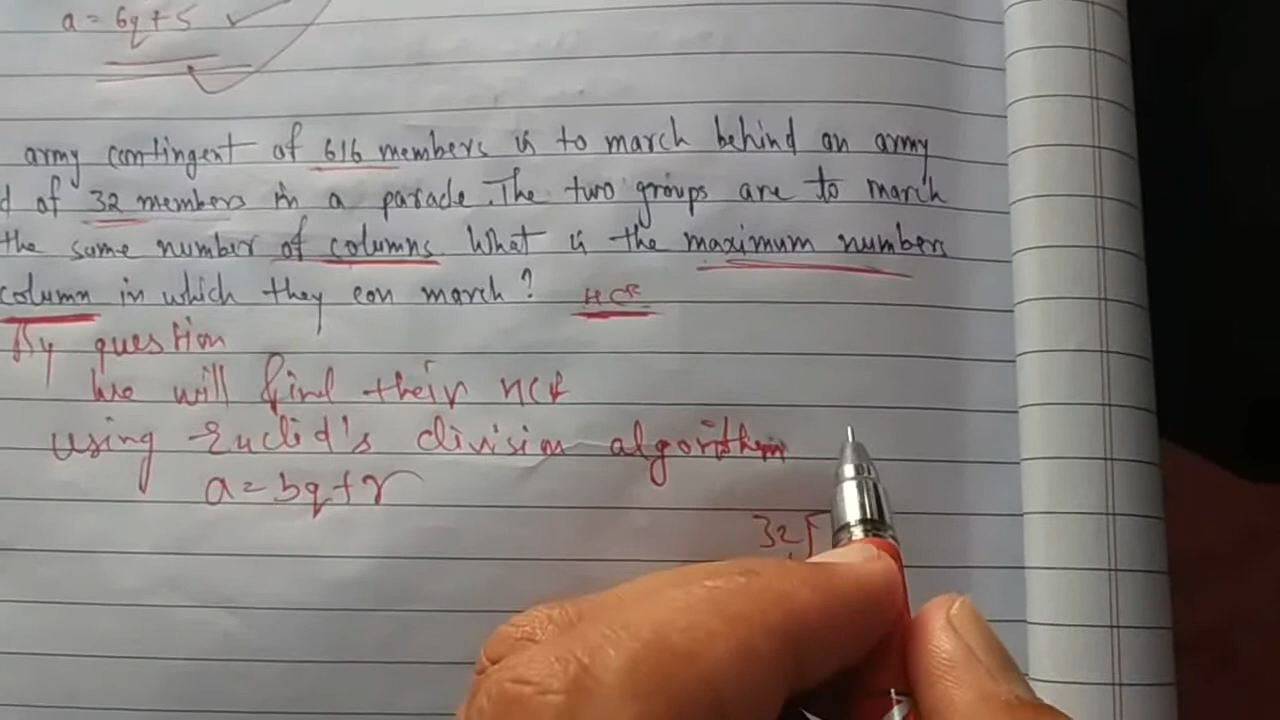 a = 6q + 5
army contingent of 616 members is to march behind an army
d of 32 members in a parade. The two groups are to march
the same number of columns What is the maximum numbers
column in which they can march? HCF
By question
we will find their HCF
using Euclid's division algorithm
a = bq + r
32